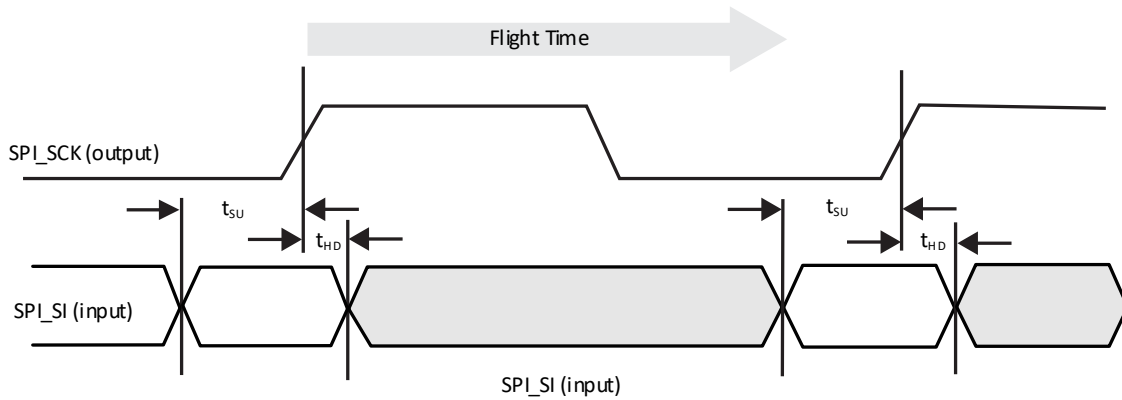 Flight Time
SPI_SCK (output)
tSU
tSU
tHD
tHD
SPI_SI (input)
SPI_SI (input)